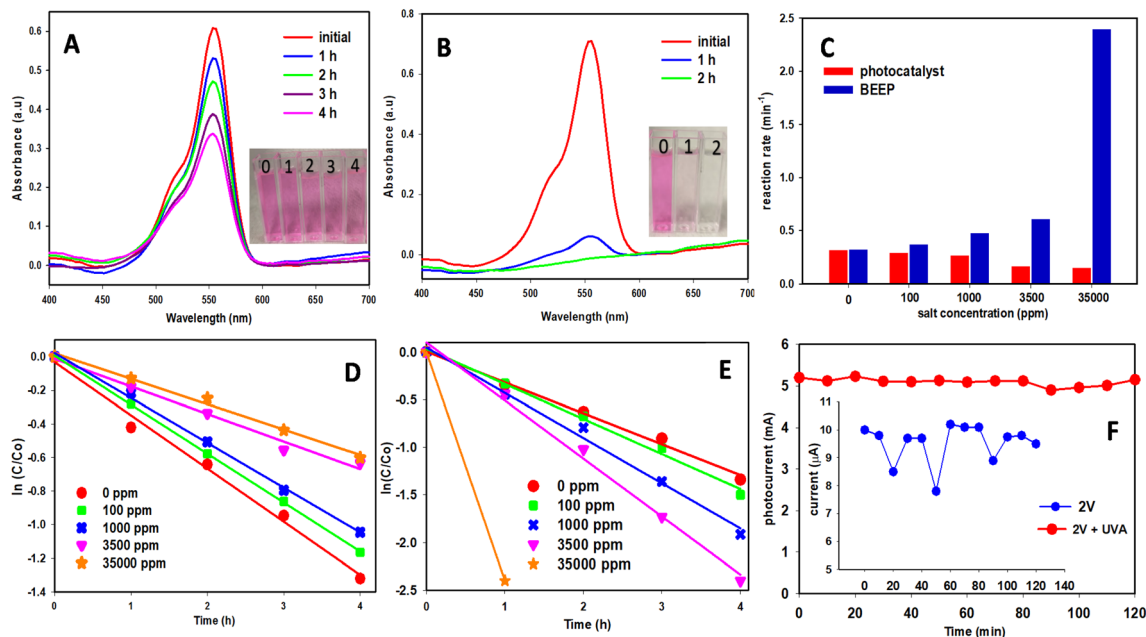 A
initial
1 h
2 h
3 h
4 h
0 1 2 3 4
Absorbance (a.u)
0.0
0.1
0.2
0.3
0.4
0.5
0.6
400 450 500 550 600 650 700
Wavelength (nm)
B
initial
1 h
2 h
0 1 2
Absorbance (a.u)
0.0
0.2
0.4
0.6
0.8
400 450 500 550 600 650 700
Wavelength (nm)
C
photocatalyst
BEEP
reaction rate (min-1)
0.0
0.5
1.0
1.5
2.0
2.5
0 100 1000 3500 35000
salt concentration (ppm)
D
0 ppm
100 ppm
1000 ppm
3500 ppm
35000 ppm
ln (C/Co)
0.0
-0.2
-0.4
-0.6
-0.8
-1.0
-1.2
-1.4
0 1 2 3 4
Time (h)
E
0 ppm
100 ppm
1000 ppm
3500 ppm
35000 ppm
ln(C/Co)
0.0
-0.5
-1.0
-1.5
-2.0
-2.5
0 1 2 3 4
Time (h)
F
photocurrent (mA)
6
5
4
3
2
1
0
current (µA)
11
10
9
8
7
6
5
0 20 40 60 80 100 120 140
2V
2V + UVA
0 20 40 60 80 100 120
Time (min)